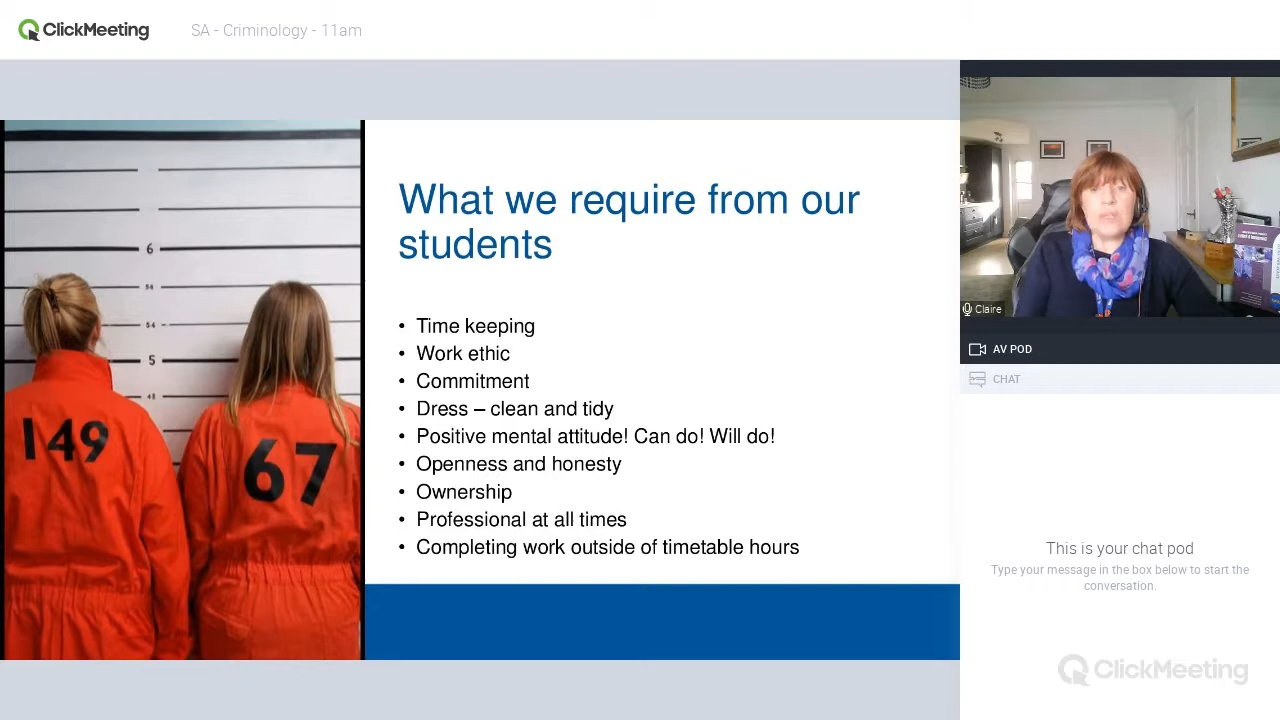 ClickMeeting
SA - Criminology - 11am
6
5
149
67
What we require from our
students
• Time keeping
• Work ethic
• Commitment
• Dress – clean and tidy
• Positive mental attitude! Can do! Will do!
• Openness and honesty
• Ownership
• Professional at all times
• Completing work outside of timetable hours
Claire
AV POD
CHAT
This is your chat pod
Type your message in the box below to start the
conversation.
ClickMeeting